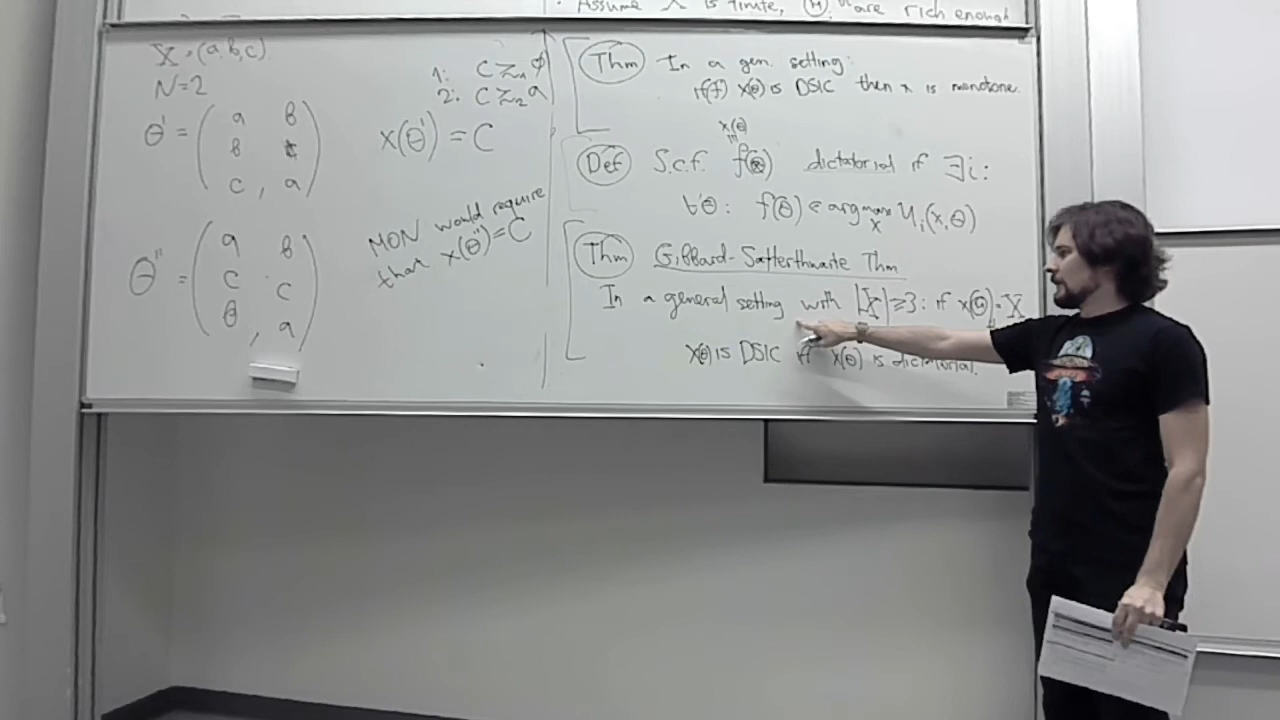 Assume X is finite, Ⓗ, are rich enough
X = (a,b,c)
N=2
1: C ≿₁ ϕ
2: C ≿₂ a
θ' = ( a b
b
c , a )
x(θ') = C
θ'' = ( a b
c . c
θ , a )
MON would require
that x(θ'') = C
Thm In a gen. setting:
if(f) x(θ) is DSIC then x is monotone.
x(θ)
Def S.c.f. f(θ) dictatorial if ∃i:
∀θ: f(θ) ∈ argmax U_i(x,θ)
x
Thm Gibbard-Satterthwaite Thm
In a general setting with |X| ≥ 3: if x(Θ) = X
x(θ) is DSIC iff x(θ) is dictatorial.